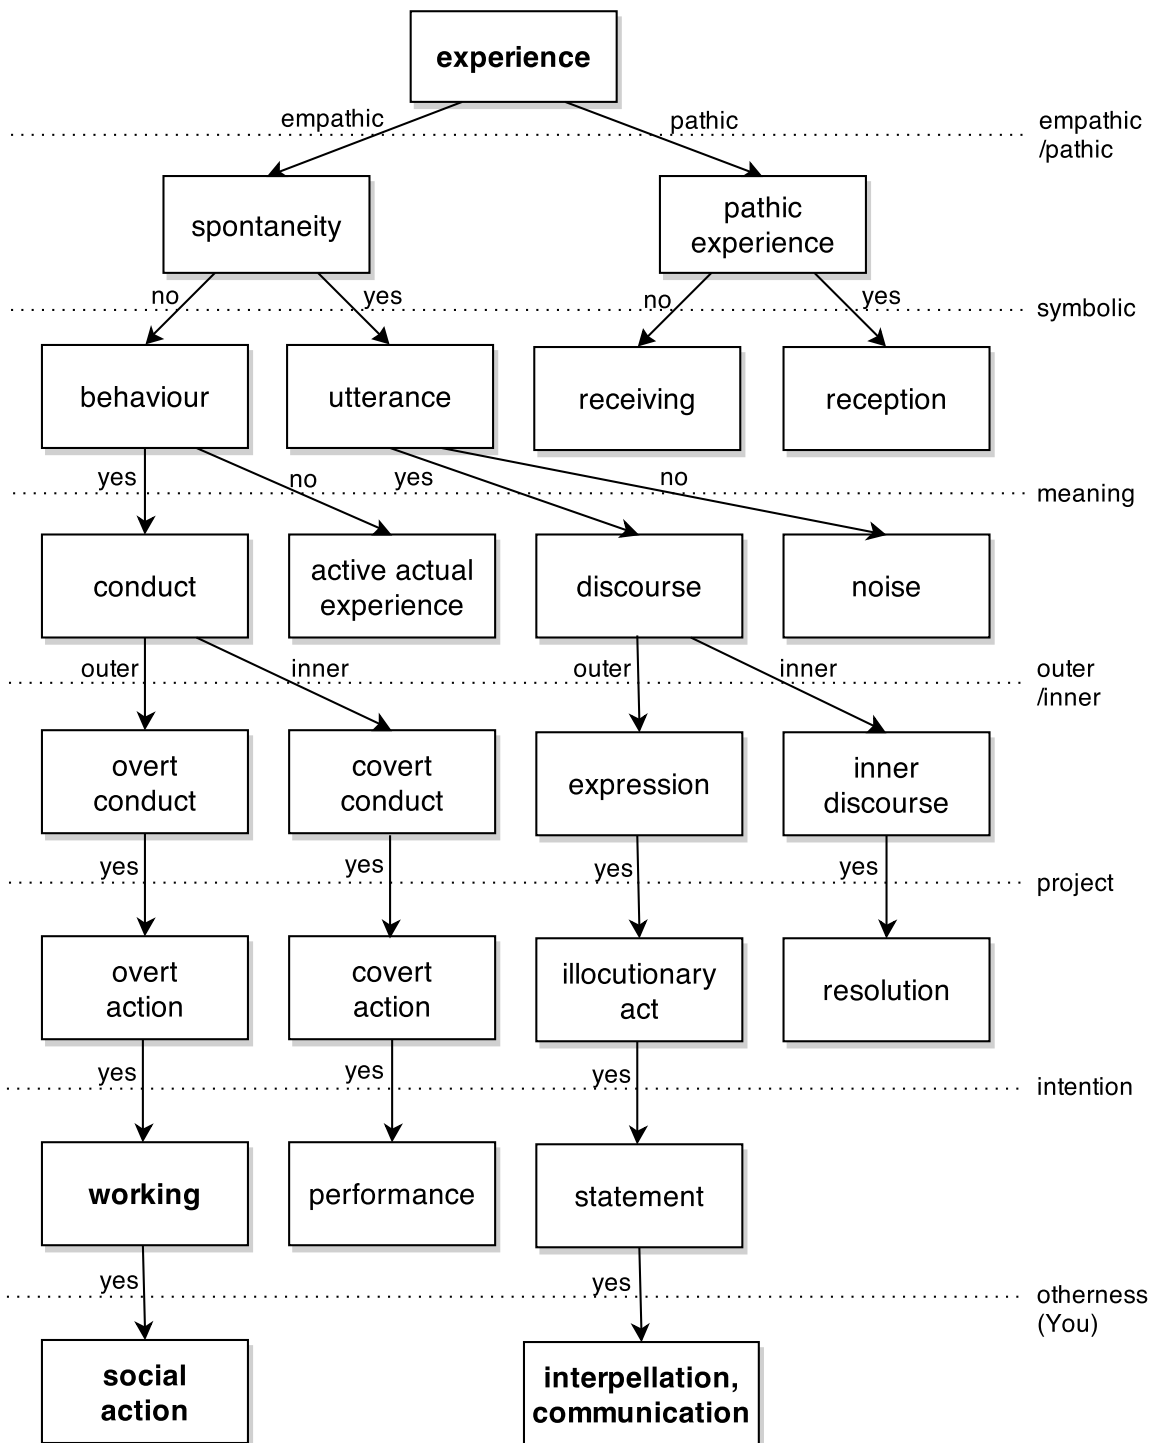 experience
empathic
pathic
empathic
/pathic
spontaneity
pathic
experience
no
yes
no
yes
symbolic
behaviour
utterance
receiving
reception
yes
no
yes
no
meaning
conduct
active actual
experience
discourse
noise
outer
inner
outer
inner
outer
/inner
overt
conduct
covert
conduct
expression
inner
discourse
yes
yes
yes
yes
project
overt
action
covert
action
illocutionary
act
resolution
yes
yes
yes
intention
working
performance
statement
yes
yes
otherness
(You)
social
action
interpellation,
communication